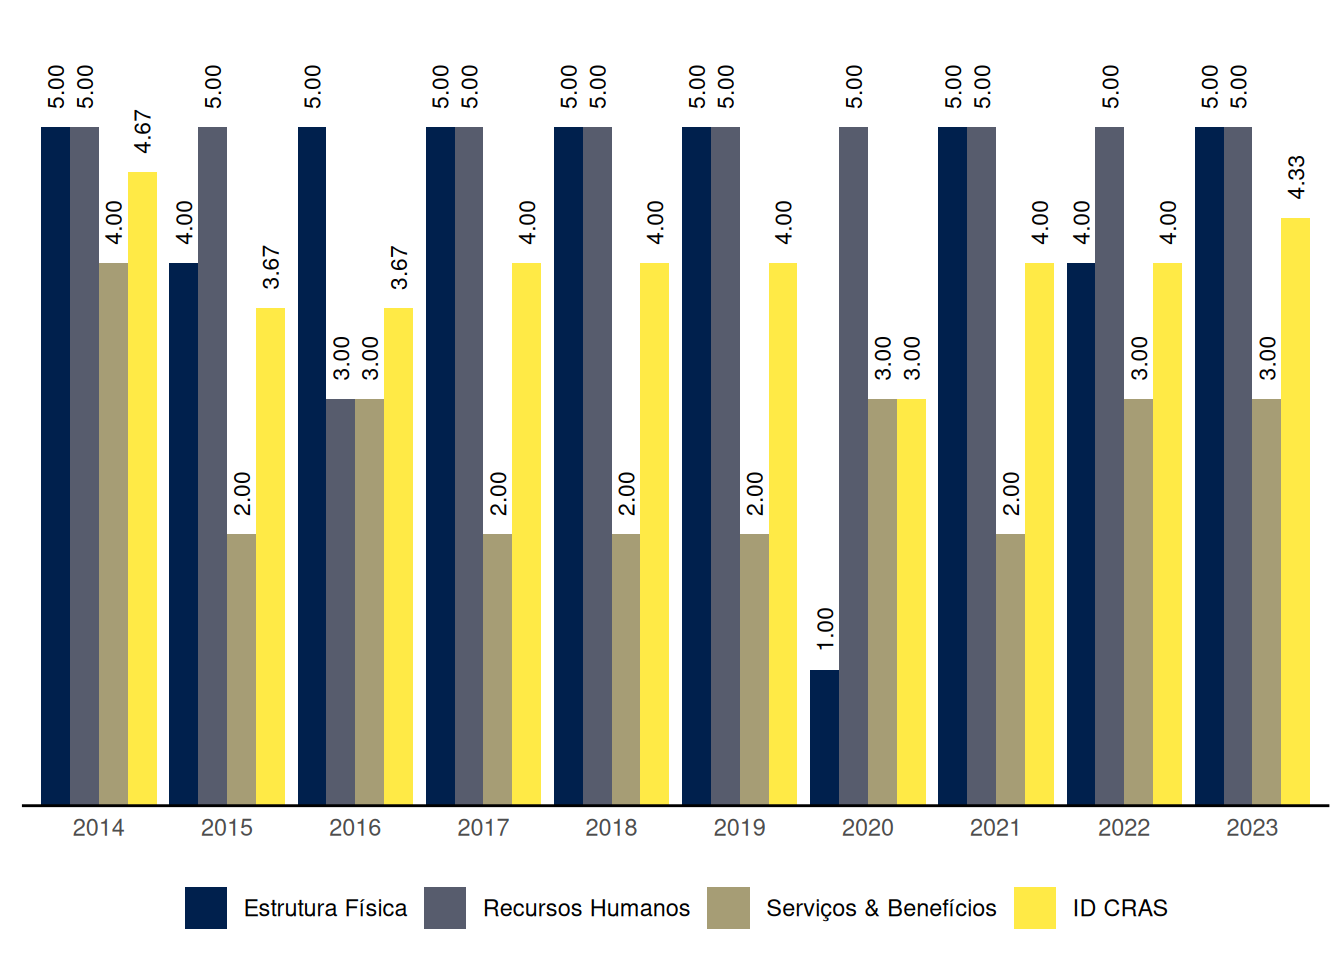 5.00 5.00 4.00 4.67
4.00 5.00 2.00 3.67
5.00 3.00 3.00 3.67
5.00 5.00 2.00 4.00
5.00 5.00 2.00 4.00
5.00 5.00 2.00 4.00
1.00 5.00 3.00 3.00
5.00 5.00 2.00 4.00
4.00 5.00 3.00 4.00
5.00 5.00 3.00 4.33
2014 2015 2016 2017 2018 2019 2020 2021 2022 2023
Estrutura Física Recursos Humanos Serviços & Benefícios ID CRAS